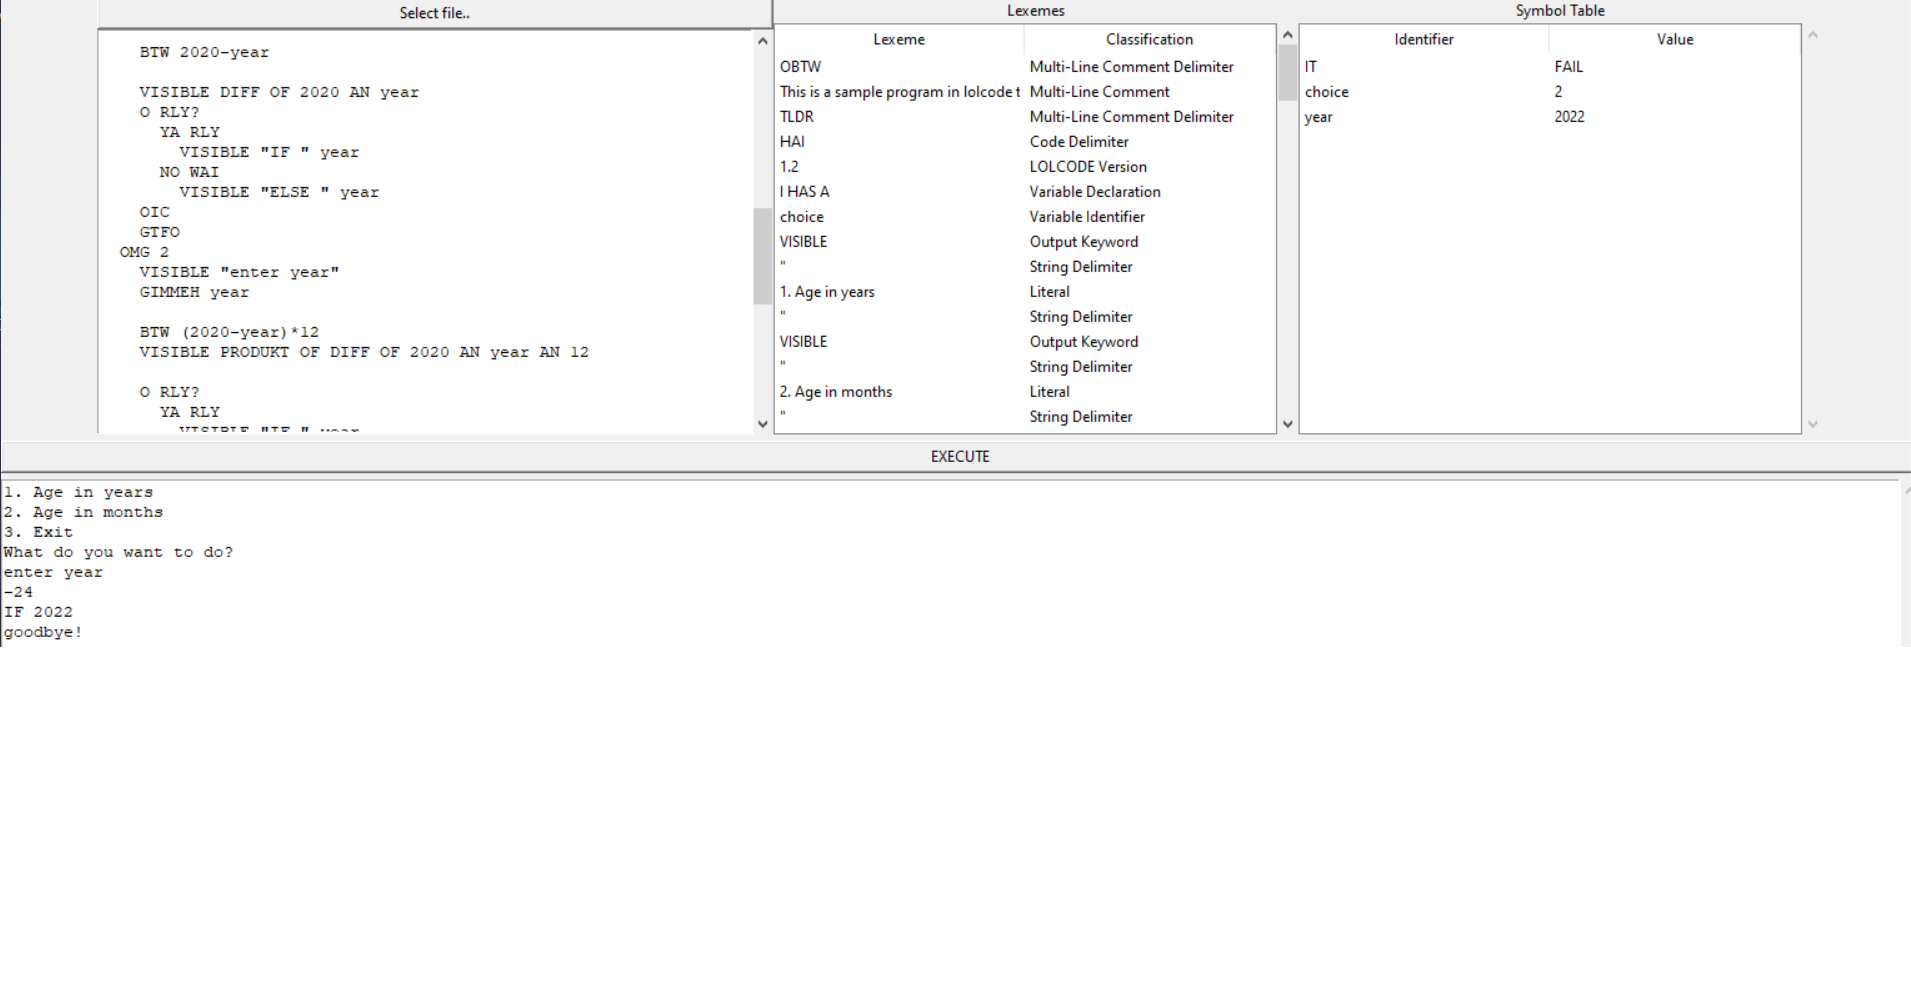 Select file..
BTW 2020-year
VISIBLE DIFF OF 2020 AN year
O RLY?
YA RLY
VISIBLE "IF " year
NO WAI
VISIBLE "ELSE " year
OIC
GTFO
OMG 2
VISIBLE "enter year"
GIMMEH year
BTW (2020-year)*12
VISIBLE PRODUKT OF DIFF OF 2020 AN year AN 12
O RLY?
YA RLY
VISIBLE "IF " year
Lexemes
Lexeme Classification
OBTW Multi-Line Comment Delimiter
This is a sample program in lolcode t Multi-Line Comment
TLDR Multi-Line Comment Delimiter
HAI Code Delimiter
1.2 LOLCODE Version
I HAS A Variable Declaration
choice Variable Identifier
VISIBLE Output Keyword
" String Delimiter
1. Age in years Literal
" String Delimiter
VISIBLE Output Keyword
" String Delimiter
2. Age in months Literal
" String Delimiter
Symbol Table
Identifier Value
IT FAIL
choice 2
year 2022
EXECUTE
1. Age in years
2. Age in months
3. Exit
What do you want to do?
enter year
-24
IF 2022
goodbye!